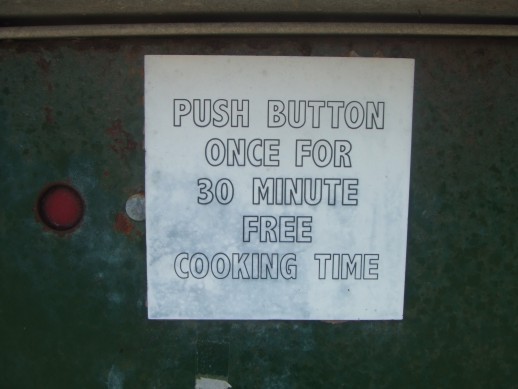 PUSH BUTTON
ONCE FOR
30 MINUTE
FREE
COOKING TIME